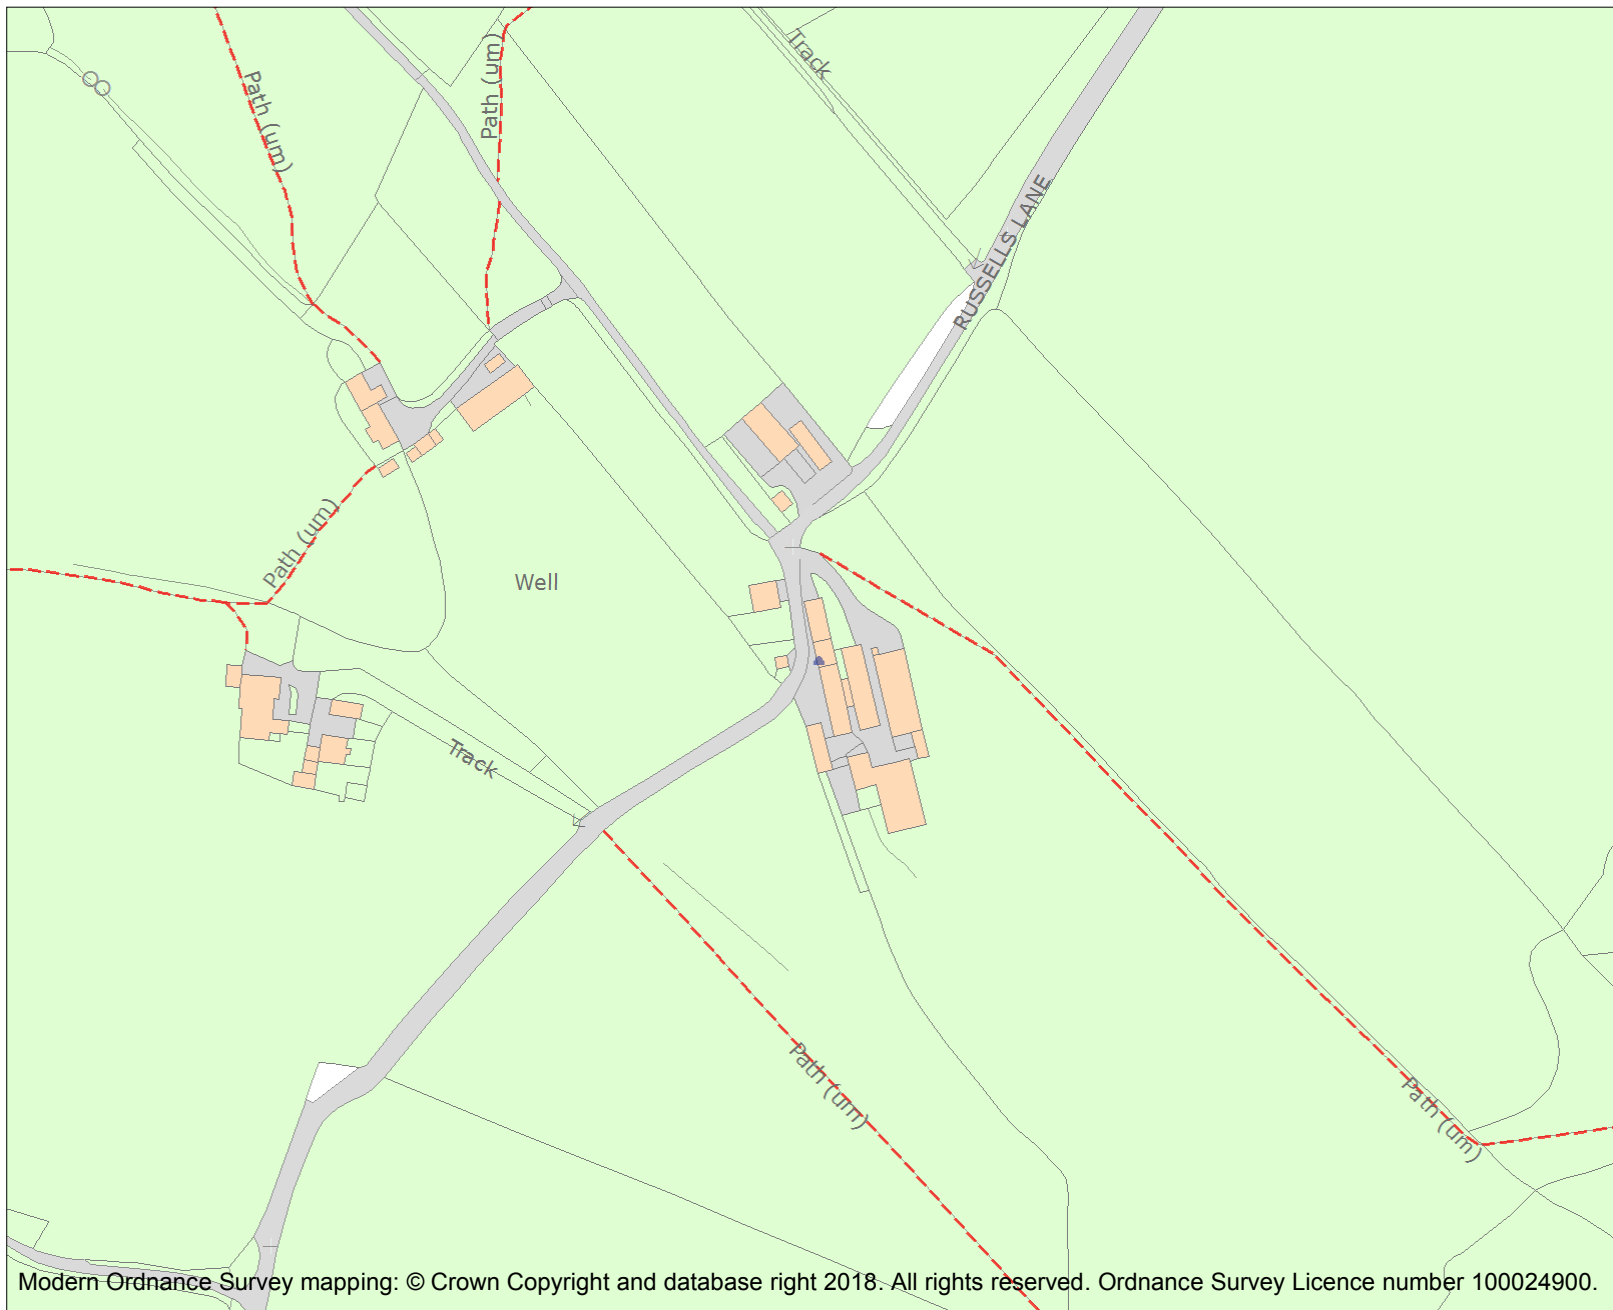 Track
Path (um)
Path (um)
RUSSELLS LANE
Path (um)
Well
Track
Path (um)
Path (um)
Modern Ordnance Survey mapping: © Crown Copyright and database right 2018. All rights reserved. Ordnance Survey Licence number 100024900.